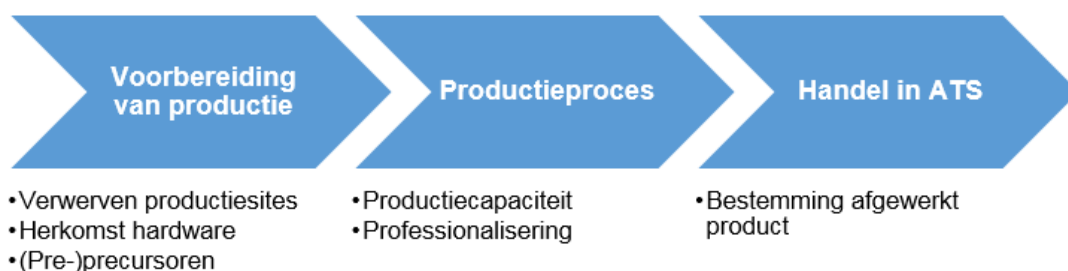 Voorbereiding
van productie
•Verwerven productiesites
•Herkomst hardware
•(Pre-)precursoren
Productieproces
•Productiecapaciteit
•Professionalisering
Handel in ATS
•Bestemming afgewerkt
product